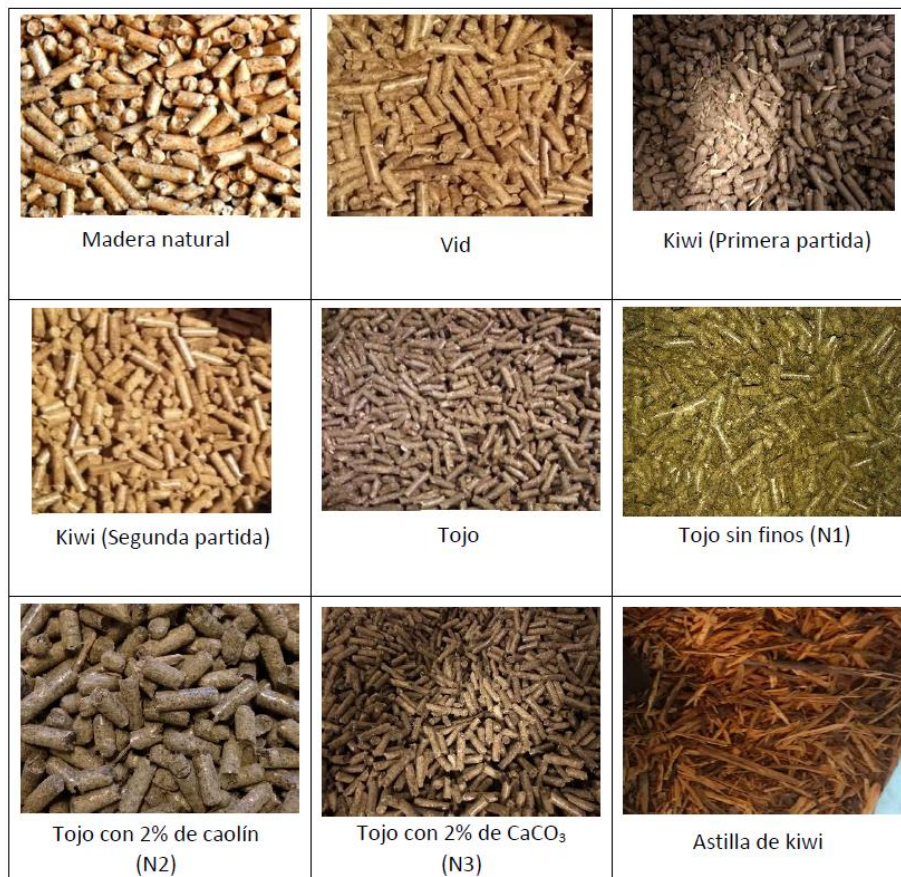 Madera natural
Vid
Kiwi (Primera partida)
Kiwi (Segunda partida)
Tojo
Tojo sin finos (N1)
Tojo con 2% de caolín
(N2)
Tojo con 2% de CaCO₃
(N3)
Astilla de kiwi